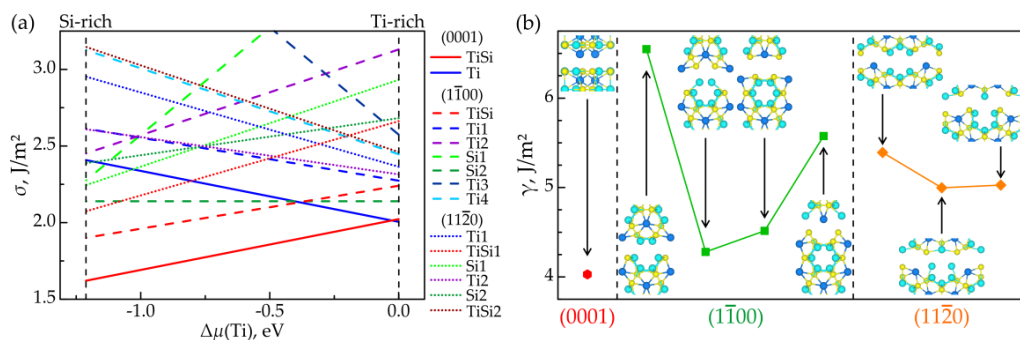 (a)
Si-rich
Ti-rich
σ, J/m²
3.0
2.5
2.0
1.5
-1.0
-0.5
0.0
Δμ(Ti), eV
(0001)
TiSi
Ti
(11̅00)
TiSi
Ti1
Ti2
Si1
Si2
Ti3
Ti4
(112̅0)
Ti1
TiSi1
Si1
Ti2
Si2
TiSi2
(b)
γ, J/m²
6
5
4
(0001)
(11̅00)
(112̅0)